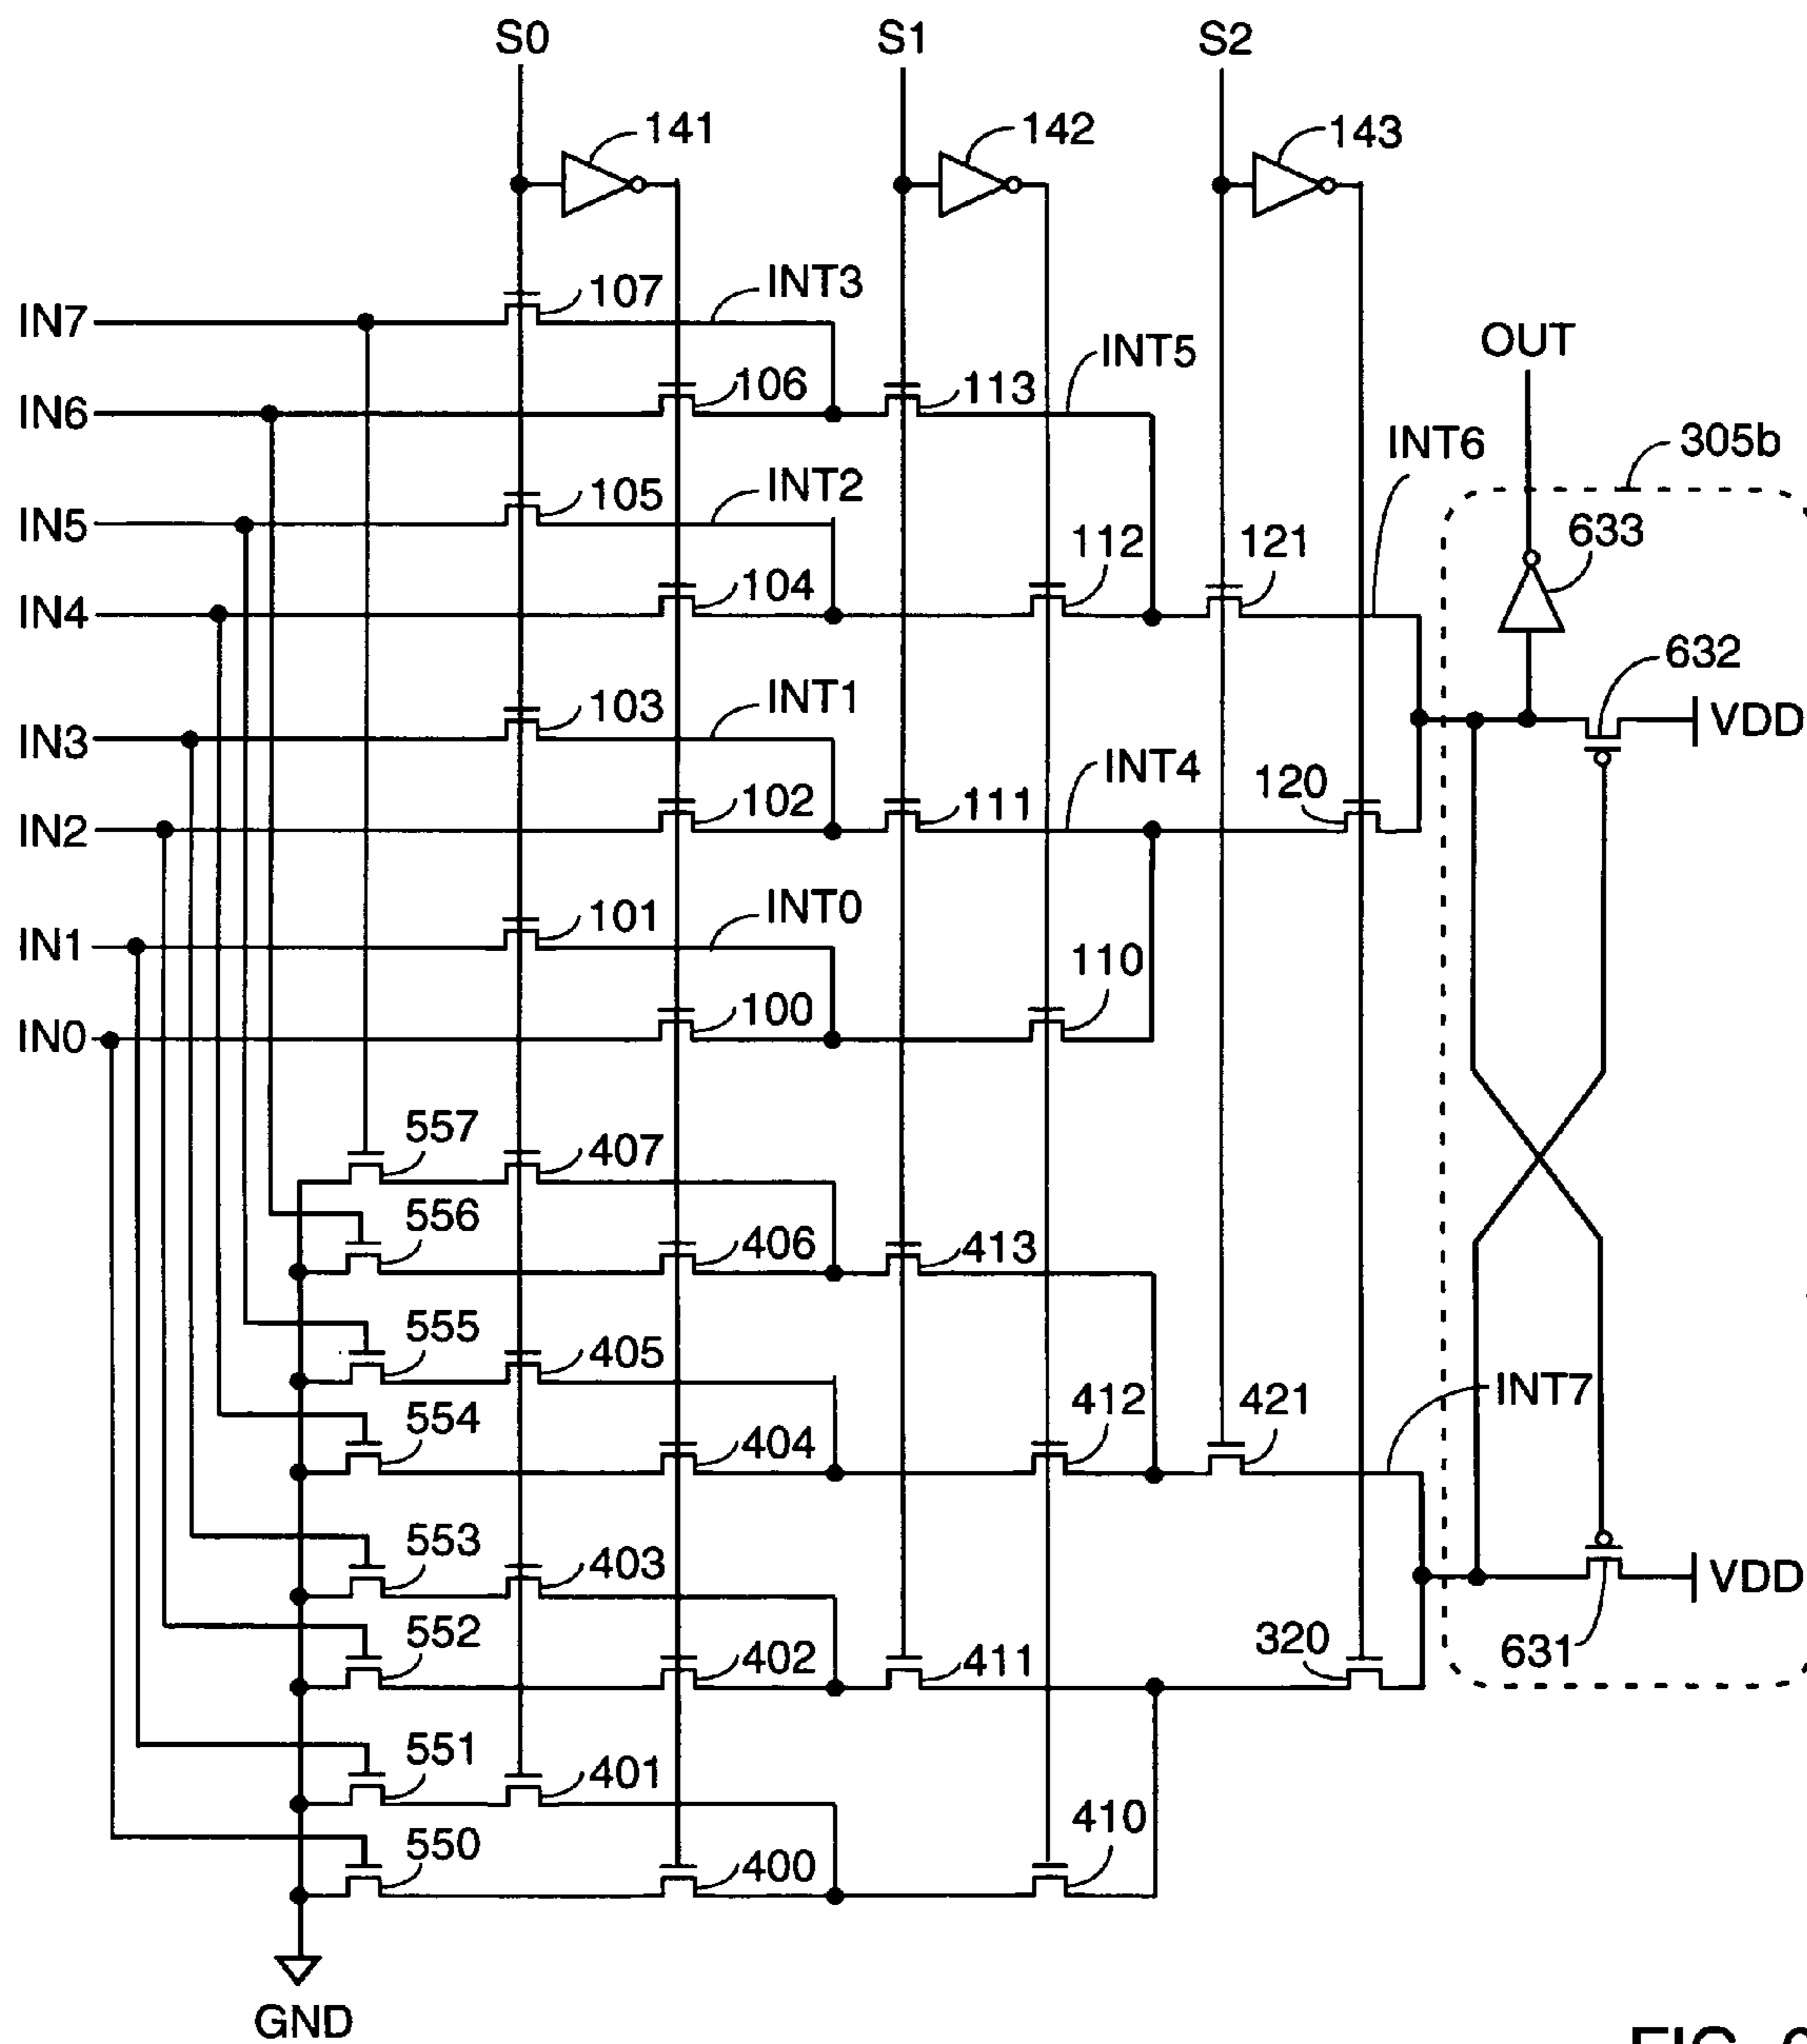 S0 S1 S2
141 142 143
107 INT3
IN7
INT5 OUT
106 113
IN6
INT6 305b
105 INT2
IN5
633
112 121
104
IN4
632
103 INT1
IN3 VDD
INT4
102 111 120
IN2
101 INT0
IN1
110
100
IN0
557 407
556 406 413
555 405
INT7
554 404 412 421
553 403
VDD
552 402 411 320 631
551 401
550 400 410
GND